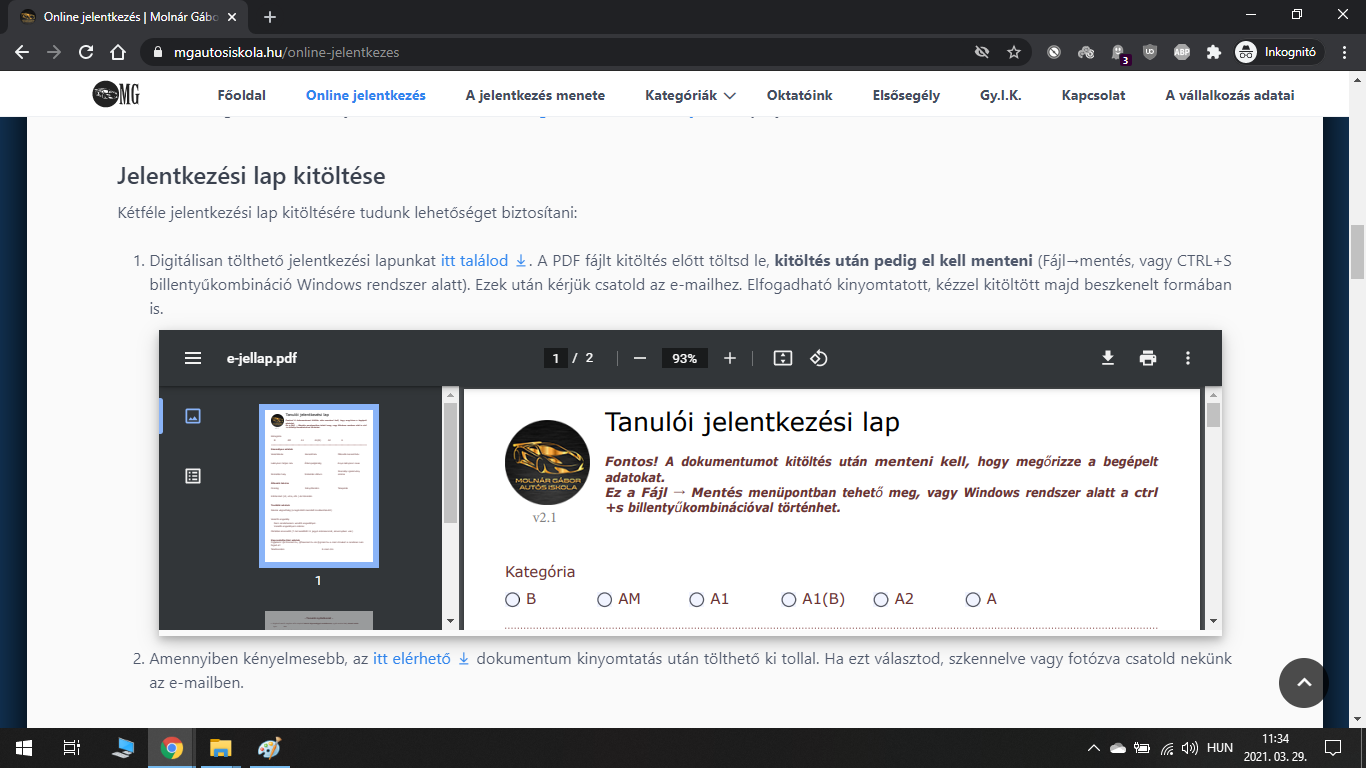 Online jelentkezés | Molnár Gábo
mgautosiskola.hu/online-jelentkezes
3
Inkognitó
MG
Főoldal
Online jelentkezés
A jelentkezés menete
Kategóriák
Oktatóink
Elsősegély
Gy.I.K.
Kapcsolat
A vállalkozás adatai
Jelentkezési lap kitöltése
Kétféle jelentkezési lap kitöltésére tudunk lehetőséget biztosítani:
1. Digitálisan tölthető jelentkezési lapunkat itt találod. A PDF fájlt kitöltés előtt töltsd le, kitöltés után pedig el kell menteni (Fájl→mentés, vagy CTRL+S
billentyűkombináció Windows rendszer alatt). Ezek után kérjük csatold az e-mailhez. Elfogadható kinyomtatott, kézzel kitöltött majd beszkenelt formában
is.
e-jellap.pdf
1 / 2
93%
Tanulói jelentkezési lap
1
MOLNÁR GÁBOR
AUTÓS ISKOLA
v2.1
Tanulói jelentkezési lap
Fontos! A dokumentumot kitöltés után menteni kell, hogy megőrizze a begépelt
adatokat.
Ez a Fájl → Mentés menüpontban tehető meg, vagy Windows rendszer alatt a ctrl
+s billentyűkombinációval történhet.
Kategória
B AM A1 A1(B) A2 A
2. Amennyiben kényelmesebb, az itt elérhető dokumentum kinyomtatás után tölthető ki tollal. Ha ezt választod, szkennelve vagy fotózva csatold nekünk
az e-mailben.
HUN
11:34
2021. 03. 29.